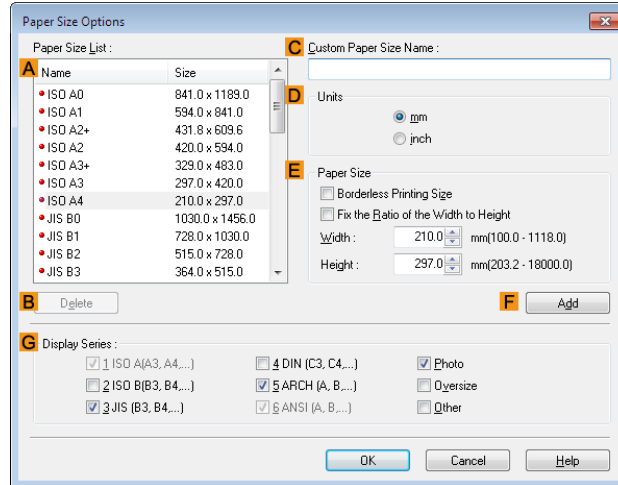 Paper Size Options
Paper Size List :
C Custom Paper Size Name :
A Name Size
ISO A0 841.0 x 1189.0
ISO A1 594.0 x 841.0
ISO A2+ 431.8 x 609.6
ISO A2 420.0 x 594.0
ISO A3+ 329.0 x 483.0
ISO A3 297.0 x 420.0
ISO A4 210.0 x 297.0
JIS B0 1030.0 x 1456.0
JIS B1 728.0 x 1030.0
JIS B2 515.0 x 728.0
JIS B3 364.0 x 515.0
D Units
mm
inch
E Paper Size
Borderless Printing Size
Fix the Ratio of the Width to Height
Width : 210.0 mm(100.0 - 1118.0)
Height : 297.0 mm(203.2 - 18000.0)
B Delete
F Add
G Display Series :
1 ISO A(A3, A4,...) 4 DIN (C3, C4,...) Photo
2 ISO B(B3, B4,...) 5 ARCH (A, B,...) Oversize
3 JIS (B3, B4,...) 6 ANSI (A, B,...) Other
OK Cancel Help